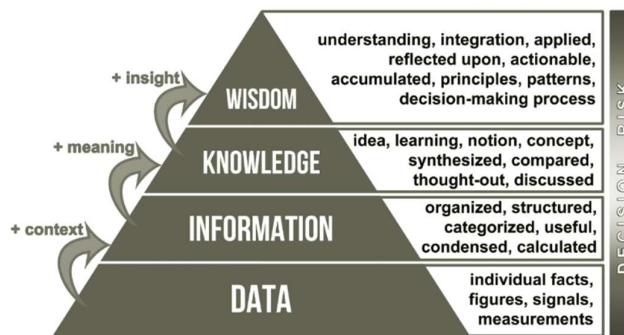 understanding, integration, applied,
reflected upon, actionable,
accumulated, principles, patterns,
decision-making process
+ insight
WISDOM
idea, learning, notion, concept,
synthesized, compared,
thought-out, discussed
+ meaning
KNOWLEDGE
organized, structured,
categorized, useful,
condensed, calculated
+ context
INFORMATION
individual facts,
figures, signals,
measurements
DATA
DECISION RISK